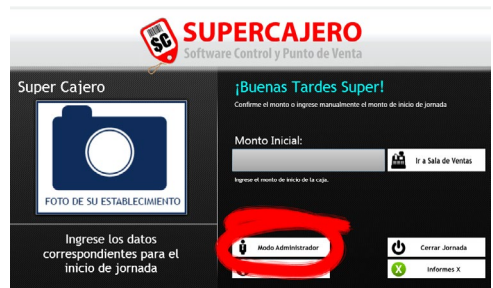 SUPERCAJERO
Software Control y Punto de Venta
Super Cajero
FOTO DE SU ESTABLECIMIENTO
Ingrese los datos
correspondientes para el
inicio de jornada
¡Buenas Tardes Super!
Confirme el monto o ingrese manualmente el monto de inicio de jornada
Monto Inicial:
Ir a Sala de Ventas
Ingrese el monto de inicio de la caja.
Modo Administrador
Cerrar Jornada
Informes X